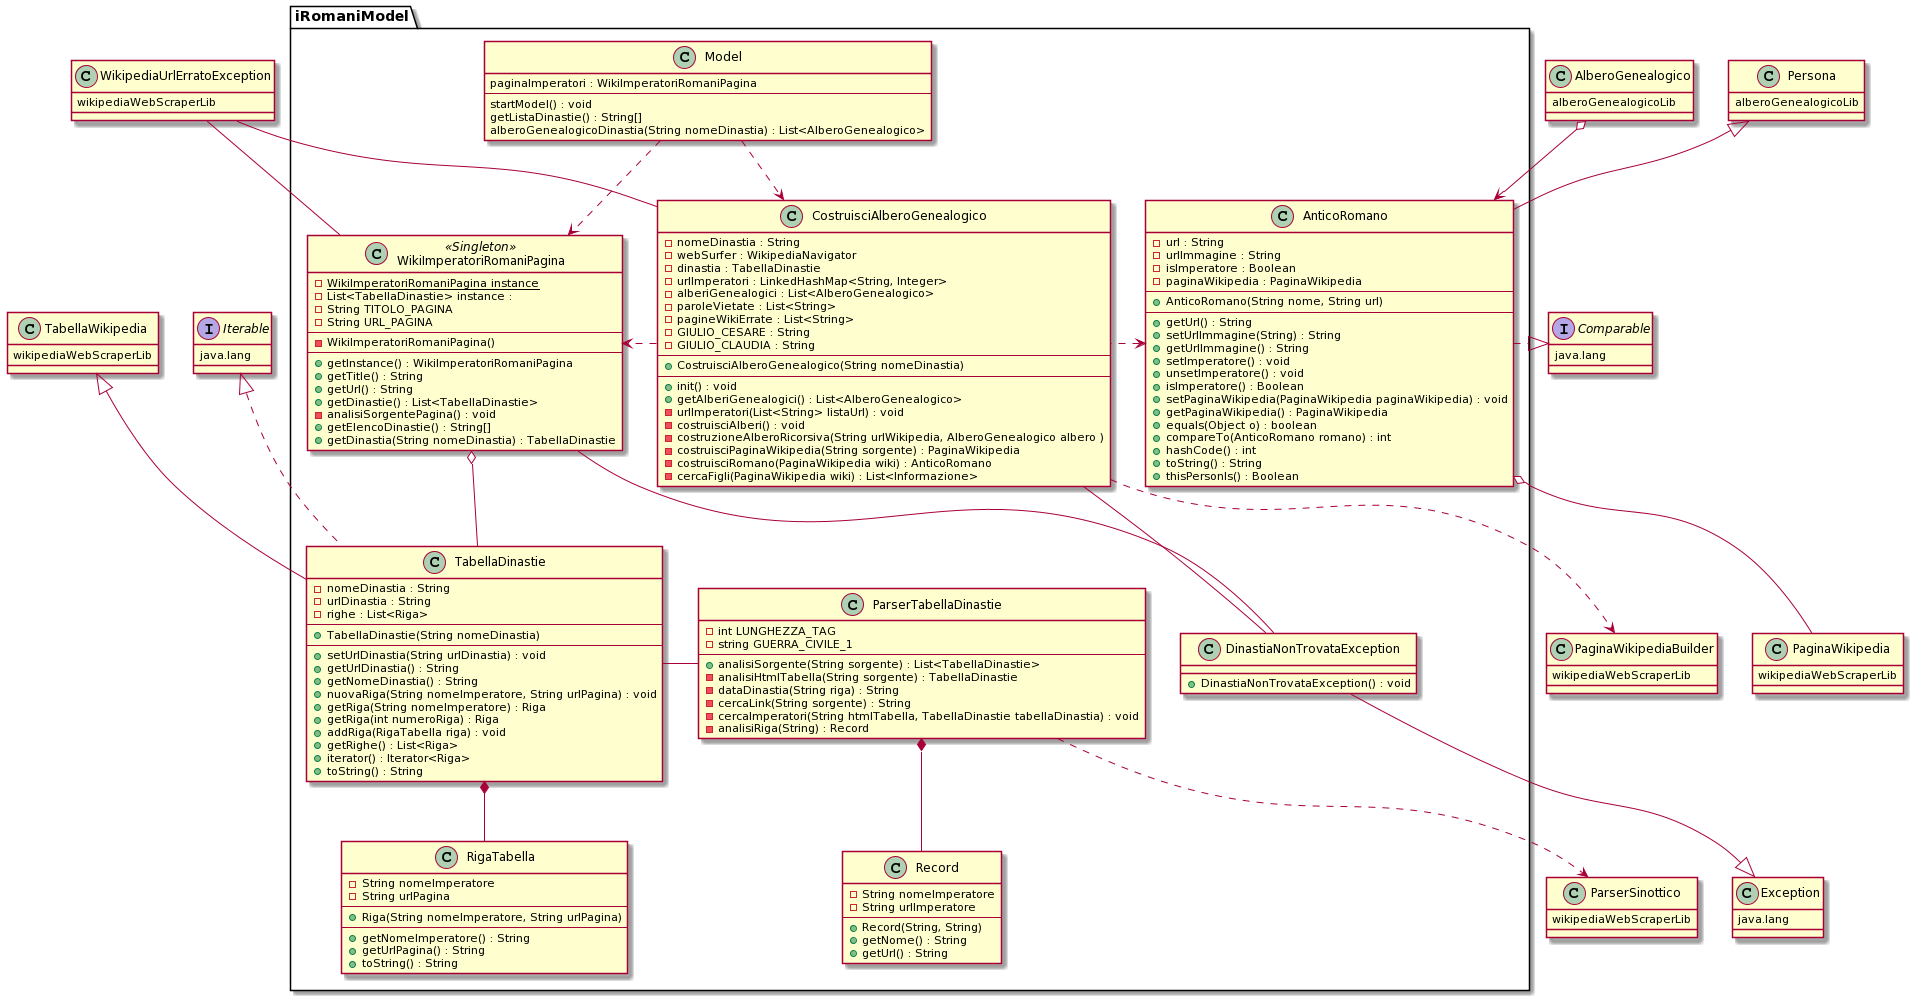 iRomaniModel
C Model
paginaImperatori : WikiImperatoriRomaniPagina
startModel() : void
getListaDinastie() : String[]
alberoGenealogicoDinastia(String nomeDinastia) : List<AlberoGenealogico>
C WikipediaUrlErratoException
wikipediaWebScraperLib
C AlberoGenealogico
alberoGenealogicoLib
C Persona
alberoGenealogicoLib
C «Singleton»
WikiImperatoriRomaniPagina
WikiImperatoriRomaniPagina instance
List<TabellaDinastie> instance :
String TITOLO_PAGINA
String URL_PAGINA
WikiImperatoriRomaniPagina()
getInstance() : WikiImperatoriRomaniPagina
getTitle() : String
getUrl() : String
getDinastie() : List<TabellaDinastie>
analisiSorgentePagina() : void
getElencoDinastie() : String[]
getDinastia(String nomeDinastia) : TabellaDinastie
C CostruisciAlberoGenealogico
nomeDinastia : String
webSurfer : WikipediaNavigator
dinastia : TabellaDinastie
urlImperatori : LinkedHashMap<String, Integer>
alberiGenealogici : List<AlberoGenealogico>
paroleVietate : List<String>
pagineWikiErrate : List<String>
GIULIO_CESARE : String
GIULIO_CLAUDIA : String
CostruisciAlberoGenealogico(String nomeDinastia)
init() : void
getAlberiGenealogici() : List<AlberoGenealogico>
urlImperatori(List<String> listaUrl) : void
costruisciAlberi() : void
costruzioneAlberoRicorsiva(String urlWikipedia, AlberoGenealogico albero )
costruisciPaginaWikipedia(String sorgente) : PaginaWikipedia
costruisciRomano(PaginaWikipedia wiki) : AnticoRomano
cercaFigli(PaginaWikipedia wiki) : List<Informazione>
C AnticoRomano
url : String
urlImmagine : String
isImperatore : Boolean
paginaWikipedia : PaginaWikipedia
AnticoRomano(String nome, String url)
getUrl() : String
setUrlImmagine(String) : String
getUrlImmagine() : String
setImperatore() : void
unsetImperatore() : void
isImperatore() : Boolean
setPaginaWikipedia(PaginaWikipedia paginaWikipedia) : void
getPaginaWikipedia() : PaginaWikipedia
equals(Object o) : boolean
compareTo(AnticoRomano romano) : int
hashCode() : int
toString() : String
thisPersonIs() : Boolean
C TabellaWikipedia
wikipediaWebScraperLib
I Iterable
java.lang
I Comparable
java.lang
C TabellaDinastie
nomeDinastia : String
urlDinastia : String
righe : List<Riga>
TabellaDinastie(String nomeDinastia)
setUrlDinastia(String urlDinastia) : void
getUrlDinastia() : String
getNomeDinastia() : String
nuovaRiga(String nomeImperatore, String urlPagina) : void
getRiga(String nomeImperatore) : Riga
getRiga(int numeroRiga) : Riga
addRiga(RigaTabella riga) : void
getRighe() : List<Riga>
iterator() : Iterator<Riga>
toString() : String
C ParserTabellaDinastie
int LUNGHEZZA_TAG
string GUERRA_CIVILE_1
analisiSorgente(String sorgente) : List<TabellaDinastie>
analisiHtmlTabella(String sorgente) : TabellaDinastie
dataDinastia(String riga) : String
cercaLink(String sorgente) : String
cercaImperatori(String htmlTabella, TabellaDinastie tabellaDinastia) : void
analisiRiga(String) : Record
C DinastiaNonTrovataException
DinastiaNonTrovataException() : void
C PaginaWikipediaBuilder
wikipediaWebScraperLib
C PaginaWikipedia
wikipediaWebScraperLib
C RigaTabella
String nomeImperatore
String urlPagina
Riga(String nomeImperatore, String urlPagina)
getNomeImperatore() : String
getUrlPagina() : String
toString() : String
C Record
String nomeImperatore
String urlImperatore
Record(String, String)
getNome() : String
getUrl() : String
C ParserSinottico
wikipediaWebScraperLib
C Exception
java.lang